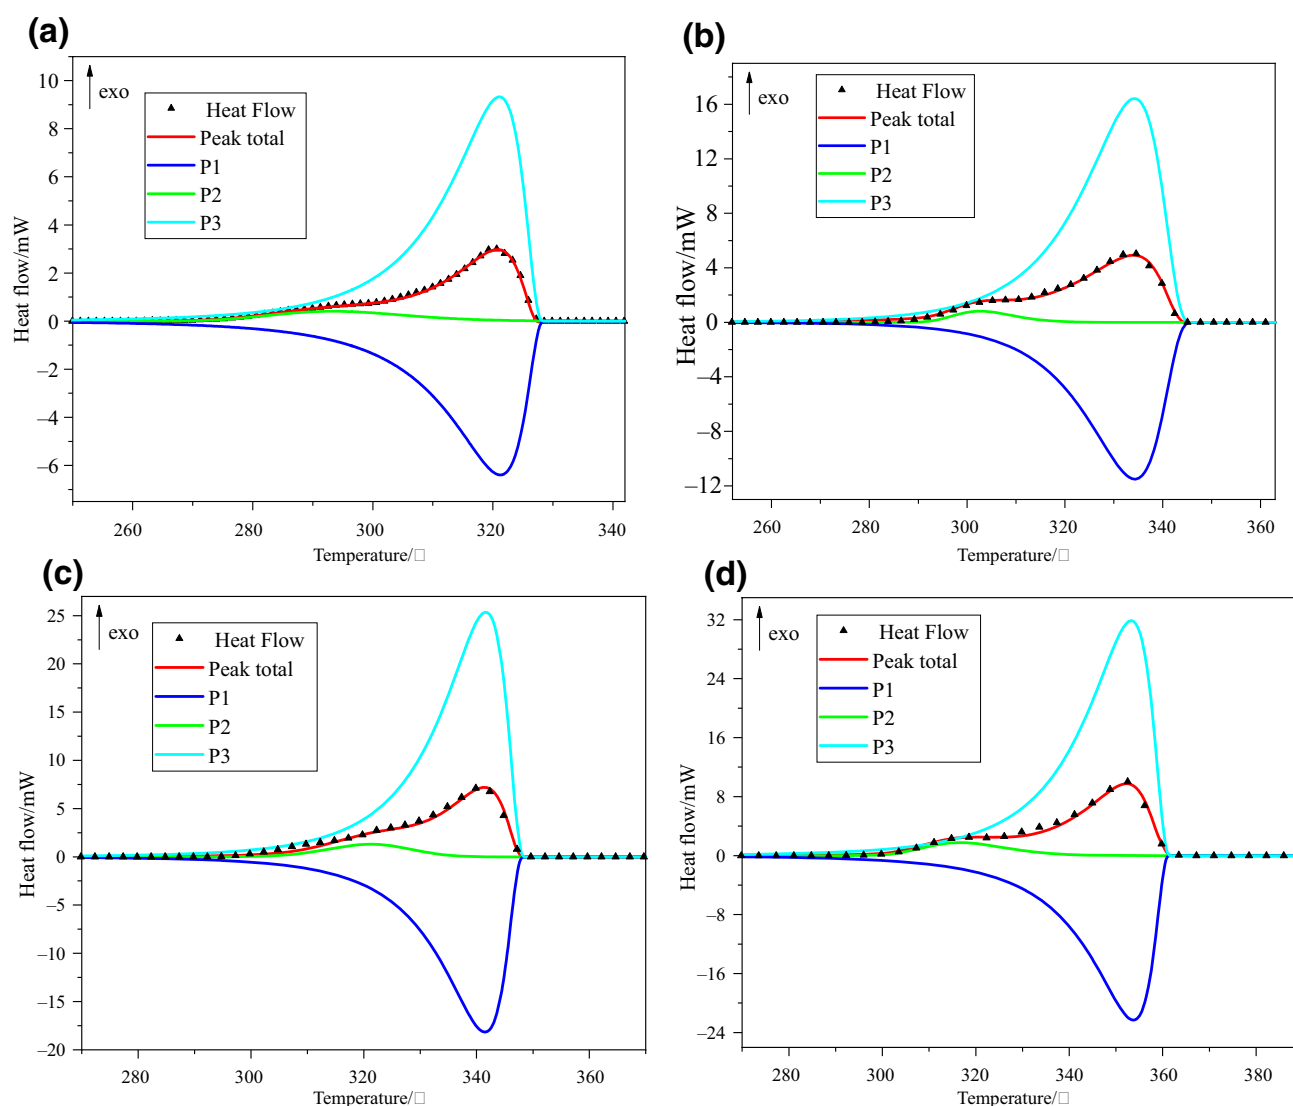 (a)
exo
Heat Flow
Peak total
P1
P2
P3
10
8
6
4
2
0
−2
−4
−6
Heat flow/mW
260 280 300 320 340
Temperature/□
(b)
exo
Heat Flow
Peak total
P1
P2
P3
16
12
8
4
0
−4
−8
−12
Heat flow/mW
260 280 300 320 340 360
Temperature/□
(c)
exo
Heat Flow
Peak total
P1
P2
P3
25
20
15
10
5
0
−5
−10
−15
−20
Heat flow/mW
280 300 320 340 360
Temperature/□
(d)
exo
Heat Flow
Peak total
P1
P2
P3
32
24
16
8
0
−8
−16
−24
Heat flow/mW
280 300 320 340 360 380
Temperature/□